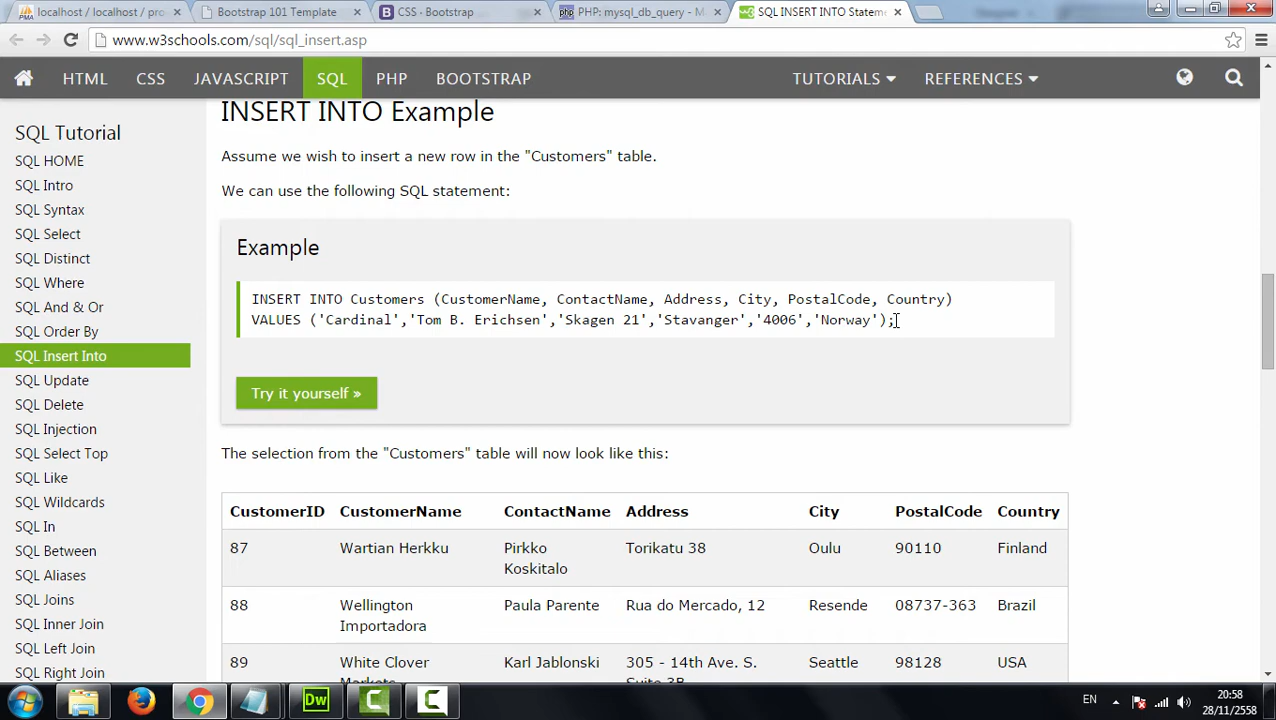 localhost / localhost / pro
Bootstrap 101 Template
CSS · Bootstrap
PHP: mysql_db_query - M
SQL INSERT INTO Stateme
www.w3schools.com/sql/sql_insert.asp
HTML CSS JAVASCRIPT SQL PHP BOOTSTRAP TUTORIALS REFERENCES
SQL Tutorial
SQL HOME
SQL Intro
SQL Syntax
SQL Select
SQL Distinct
SQL Where
SQL And & Or
SQL Order By
SQL Insert Into
SQL Update
SQL Delete
SQL Injection
SQL Select Top
SQL Like
SQL Wildcards
SQL In
SQL Between
SQL Aliases
SQL Joins
SQL Inner Join
SQL Left Join
SQL Right Join
INSERT INTO Example
Assume we wish to insert a new row in the "Customers" table.
We can use the following SQL statement:
Example
INSERT INTO Customers (CustomerName, ContactName, Address, City, PostalCode, Country)
VALUES ('Cardinal','Tom B. Erichsen','Skagen 21','Stavanger','4006','Norway');
Try it yourself »
The selection from the "Customers" table will now look like this:
CustomerID CustomerName ContactName Address City PostalCode Country
87 Wartian Herkku Pirkko Torikatu 38 Oulu 90110 Finland
Koskitalo
88 Wellington Paula Parente Rua do Mercado, 12 Resende 08737-363 Brazil
Importadora
89 White Clover Karl Jablonski 305 - 14th Ave. S. Seattle 98128 USA
Markets Suite 3B
Dw
EN
20:58
28/11/2558